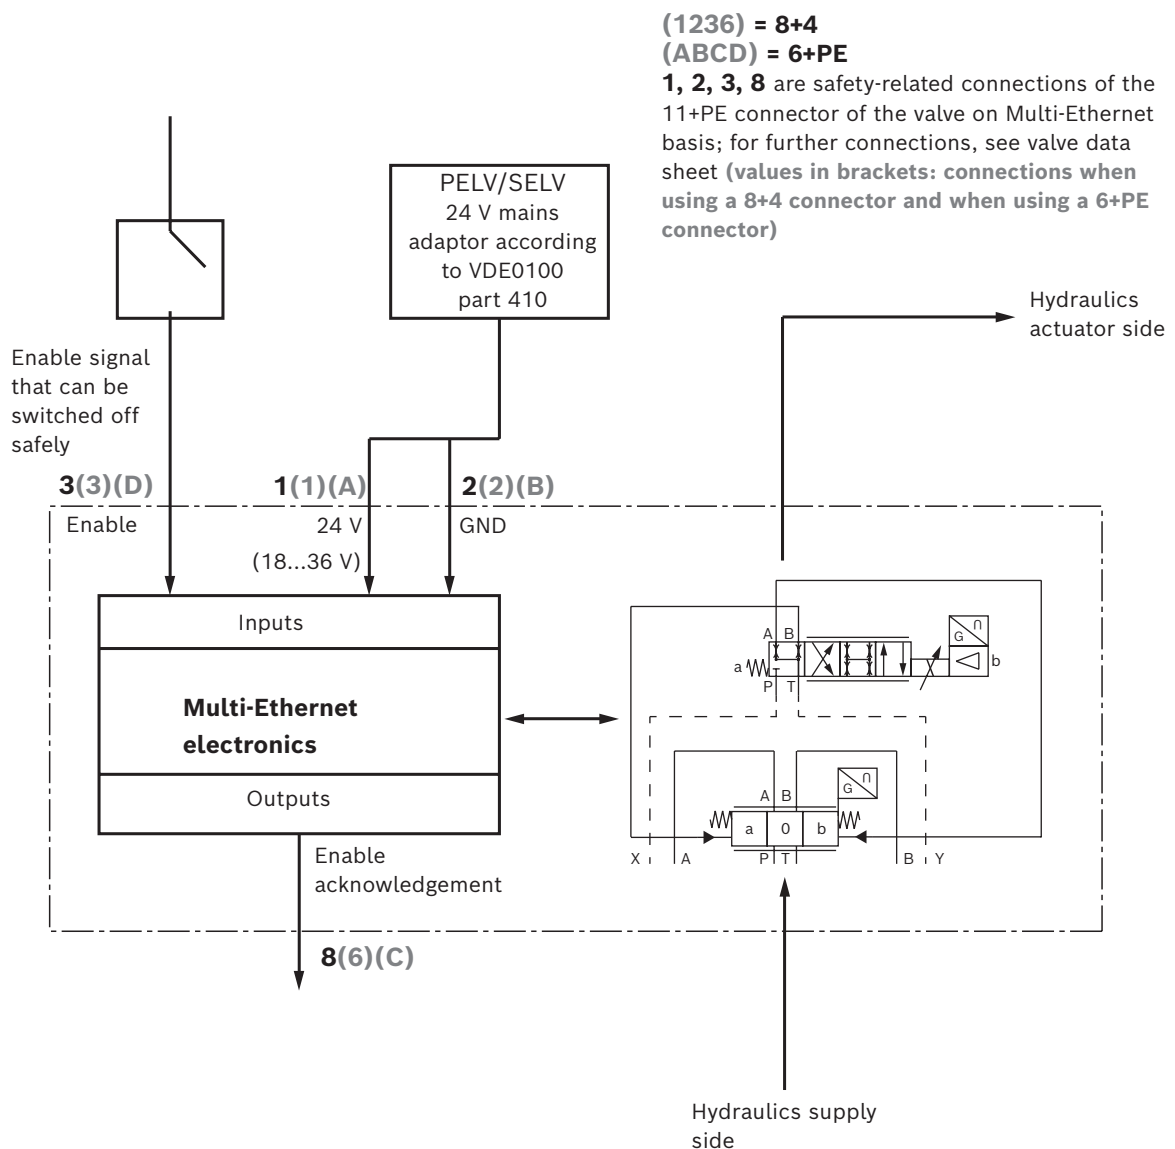 (1236) = 8+4
(ABCD) = 6+PE
1, 2, 3, 8 are safety-related connections of the
11+PE connector of the valve on Multi-Ethernet
basis; for further connections, see valve data
sheet (values in brackets: connections when
using a 8+4 connector and when using a 6+PE
connector)
PELV/SELV
24 V mains
adaptor according
to VDE0100
part 410
Hydraulics
actuator side
Enable signal
that can be
switched off
safely
3(3)(D)
1(1)(A)
2(2)(B)
Enable
24 V
GND
(18...36 V)
Inputs
Multi-Ethernet
electronics
Outputs
Enable
acknowledgement
8(6)(C)
A B
U
G
a
b
P T
U
G
A B
a 0 b
X A P T B Y
Hydraulics supply
side